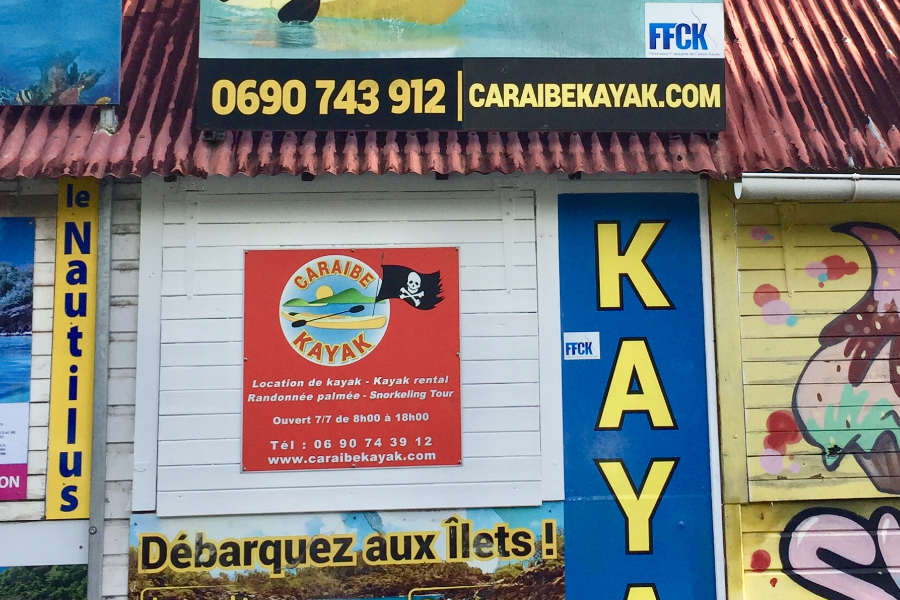 FFCK
0690 743 912 | CARAIBEKAYAK.COM
le Nautilus
CARAIBE
KAYAK
Location de kayak - Kayak rental
Randonnée palmée - Snorkeling Tour
Ouvert 7/7 de 8h00 à 18h00
Tél : 06 90 74 39 12
www.caraibekayak.com
FFCK
KAYA
Débarquez aux Îlets !
ON